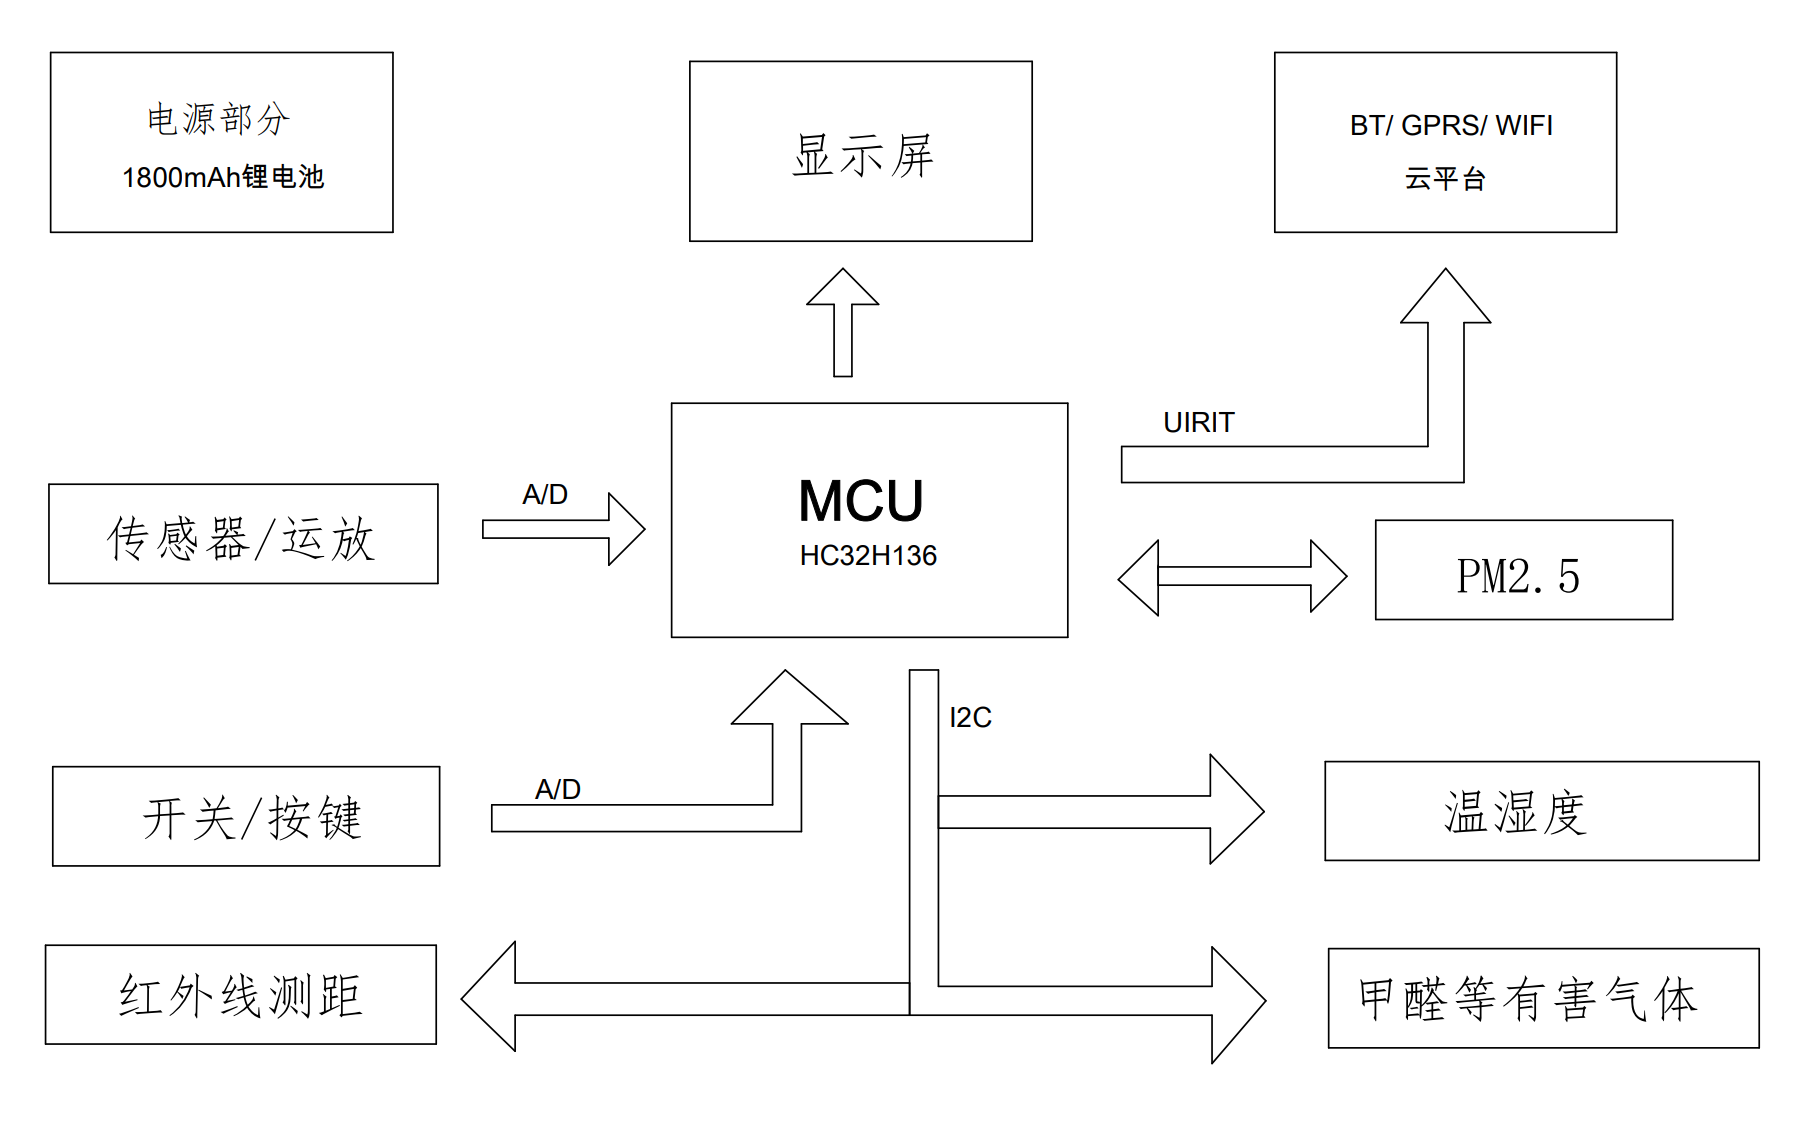 电源部分
1800mAh锂电池
显示屏
BT/ GPRS/ WIFI
云平台
UIRIT
A/D
传感器/运放
MCU
HC32H136
PM2.5
I2C
A/D
开关/按键
温湿度
红外线测距
甲醛等有害气体